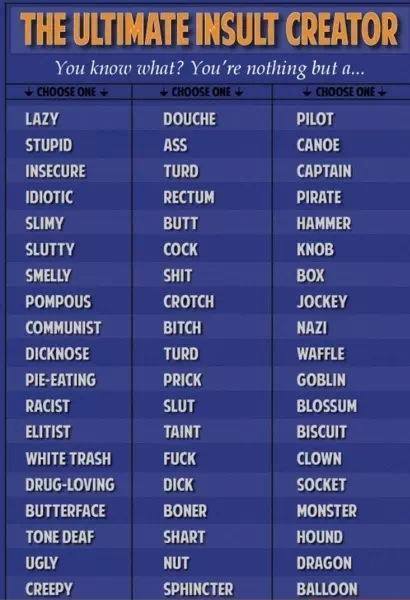 THE ULTIMATE INSULT CREATOR
You know what? You're nothing but a...
CHOOSE ONE CHOOSE ONE CHOOSE ONE
LAZY DOUCHE PILOT
STUPID ASS CANOE
INSECURE TURD CAPTAIN
IDIOTIC RECTUM PIRATE
SLIMY BUTT HAMMER
SLUTTY COCK KNOB
SMELLY SHIT BOX
POMPOUS CROTCH JOCKEY
COMMUNIST BITCH NAZI
DICKNOSE TURD WAFFLE
PIE-EATING PRICK GOBLIN
RACIST SLUT BLOSSUM
ELITIST TAINT BISCUIT
WHITE TRASH FUCK CLOWN
DRUG-LOVING DICK SOCKET
BUTTERFACE BONER MONSTER
TONE DEAF SHART HOUND
UGLY NUT DRAGON
CREEPY SPHINCTER BALLOON